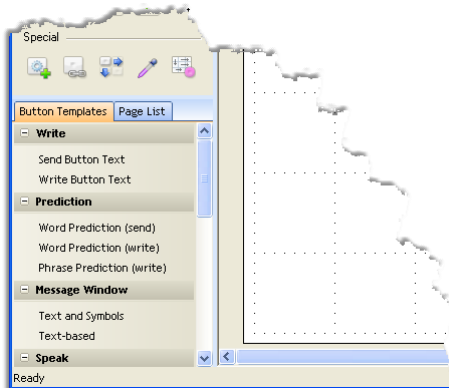 Special
Button Templates Page List
Write
Send Button Text
Write Button Text
Prediction
Word Prediction (send)
Word Prediction (write)
Phrase Prediction (write)
Message Window
Text and Symbols
Text-based
Speak
Ready